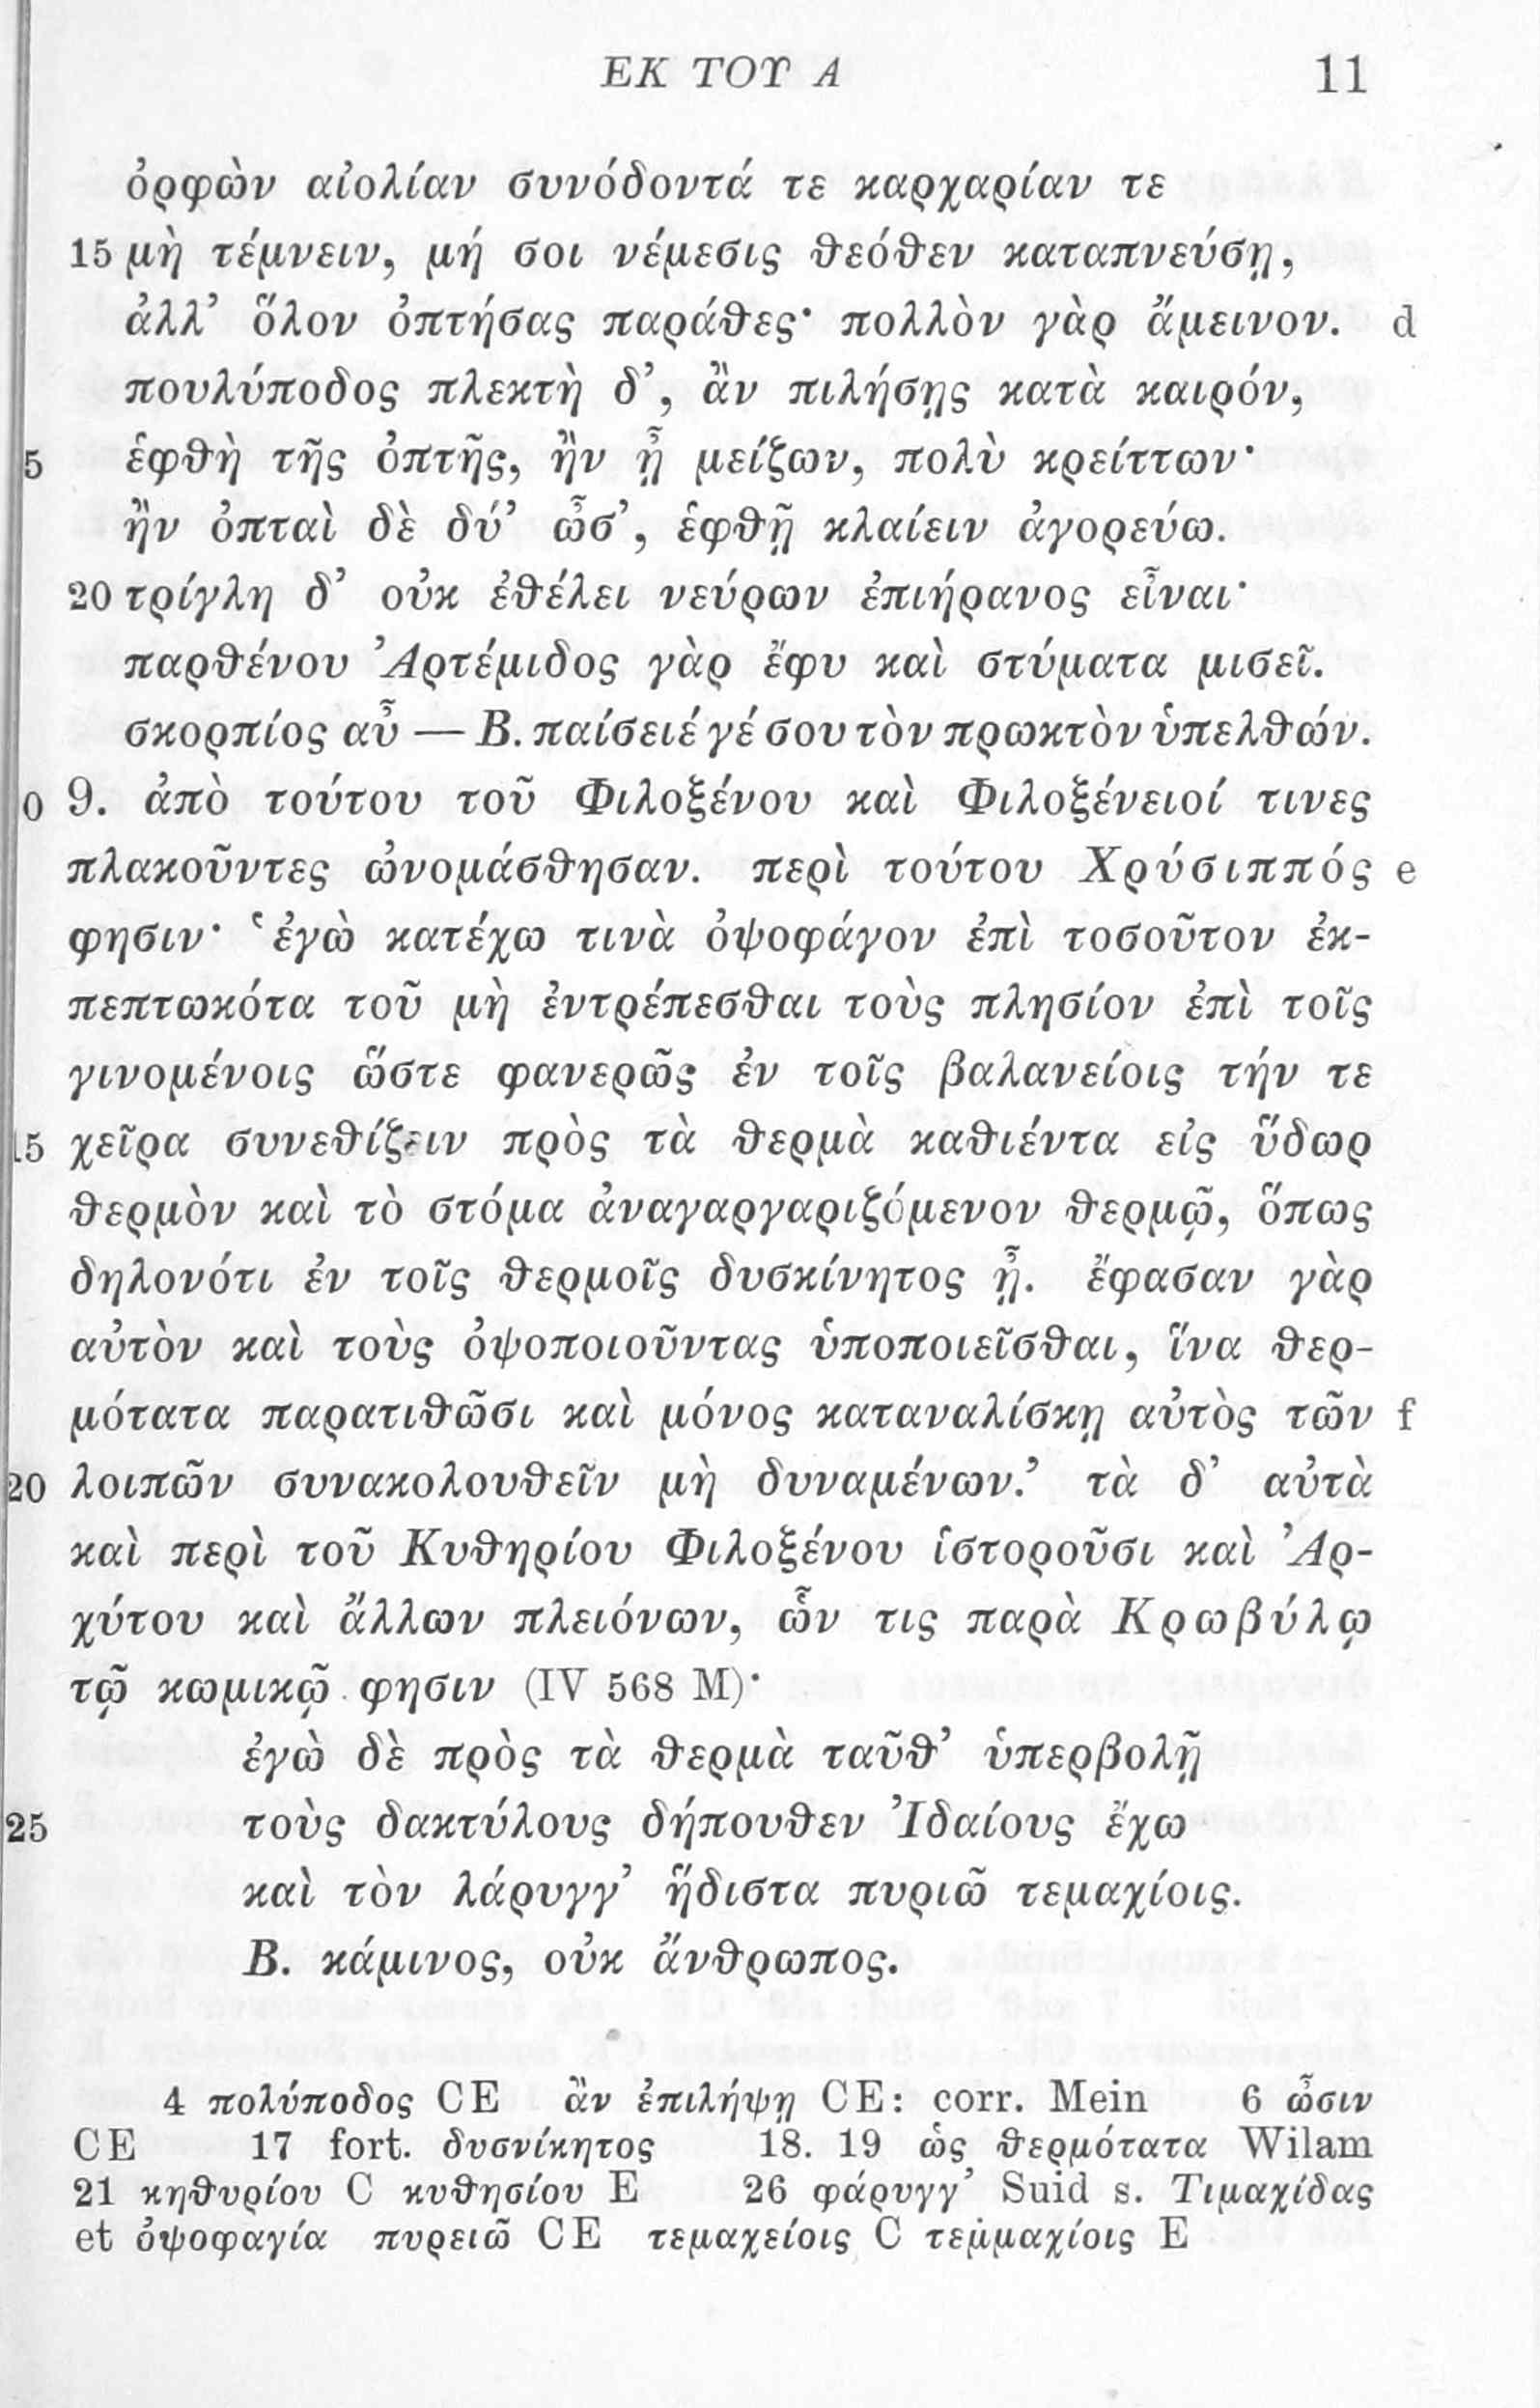 ΕΚ ΤΟΥ Α 11
ὀρφὼν αἰολίαν συνόδοντά τε καρχαρίαν τε
15 μὴ τέμνειν, μή σοι νέμεσις θεόθεν καταπνεύσῃ,
ἀλλ’ ὅλον ὀπτήσας παράθες· πολλὸν γὰρ ἄμεινον. d
πουλύποδος πλεκτὴ δ’, ἂν πιλήσῃς κατὰ καιρόν,
5 ἑφθὴ τῆς ὀπτῆς, ἢν ᾖ μείζων, πολὺ κρείττων·
ἢν ὀπταὶ δὲ δύ’ ὦσ’, ἑφθῇ κλαίειν ἀγορεύω.
20 τρίγλη δ’ οὐκ ἐθέλει νεύρων ἐπιήρανος εἶναι·
παρθένου Ἀρτέμιδος γὰρ ἔφυ καὶ στύματα μισεῖ.
σκορπίος αὖ — Β. παίσειέ γέ σου τὸν πρωκτὸν ὑπελθών.
0 9. ἀπὸ τούτου τοῦ Φιλοξένου καὶ Φιλοξένειοί τινες
πλακοῦντες ὠνομάσθησαν. περὶ τούτου Χρύσιππός e
φησιν· ‘ἐγὼ κατέχω τινὰ ὀψοφάγον ἐπὶ τοσοῦτον ἐκ-
πεπτωκότα τοῦ μὴ ἐντρέπεσθαι τοὺς πλησίον ἐπὶ τοῖς
γινομένοις ὥστε φανερῶς ἐν τοῖς βαλανείοις τήν τε
15 χεῖρα συνεθίζειν πρὸς τὰ θερμὰ καθιέντα εἰς ὕδωρ
θερμὸν καὶ τὸ στόμα ἀναγαργαριζόμενον θερμῷ, ὅπως
δηλονότι ἐν τοῖς θερμοῖς δυσκίνητος ᾖ. ἔφασαν γὰρ
αὐτὸν καὶ τοὺς ὀψοποιοῦντας ὑποποιεῖσθαι, ἵνα θερ-
μότατα παρατιθῶσι καὶ μόνος καταναλίσκῃ αὐτὸς τῶν f
20 λοιπῶν συνακολουθεῖν μὴ δυναμένων.’ τὰ δ’ αὐτὰ
καὶ περὶ τοῦ Κυθηρίου Φιλοξένου ἱστοροῦσι καὶ Ἀρ-
χύτου καὶ ἄλλων πλειόνων, ὧν τις παρὰ Κρωβύλῳ
τῷ κωμικῷ φησιν (IV 568 M)·
ἐγὼ δὲ πρὸς τὰ θερμὰ ταῦθ’ ὑπερβολῇ
25 τοὺς δακτύλους δήπουθεν Ἰδαίους ἔχω
καὶ τὸν λάρυγγ’ ἥδιστα πυριῶ τεμαχίοις.
Β. κάμινος, οὐκ ἄνθρωπος.
4 πολύποδος CE ἂν ἐπιλήψῃ CE: corr. Mein 6 ὦσιν
CE 17 fort. δυσνίκητος 18. 19 ὡς θερμότατα Wilam
21 κηθυρίου C κυθησίου E 26 φάρυγγ’ Suid s. Τιμαχίδας
et ὀψοφαγία πυρειῶ CE τεμαχείοις C τεμμαχίοις E